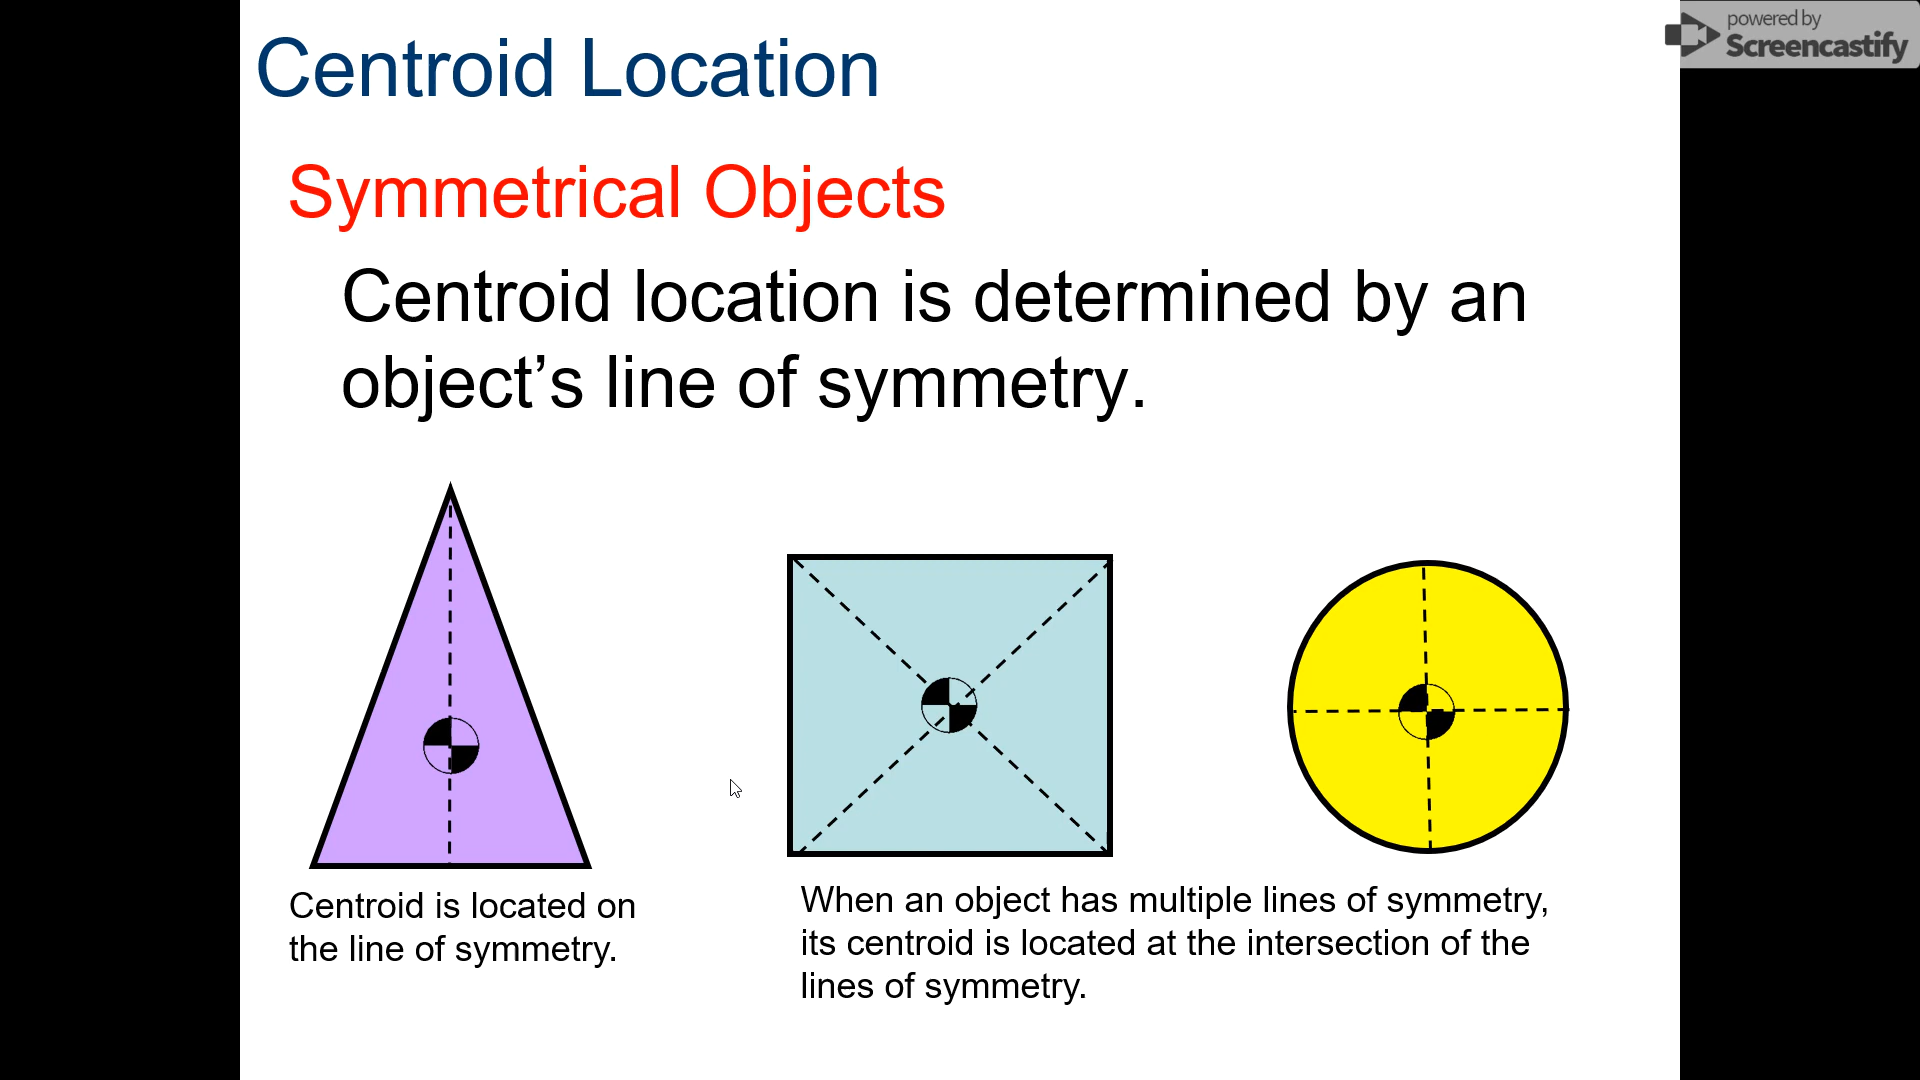 powered by
Screencastify
Centroid Location
Symmetrical Objects
Centroid location is determined by an
object’s line of symmetry.
Centroid is located on
the line of symmetry.
When an object has multiple lines of symmetry,
its centroid is located at the intersection of the
lines of symmetry.